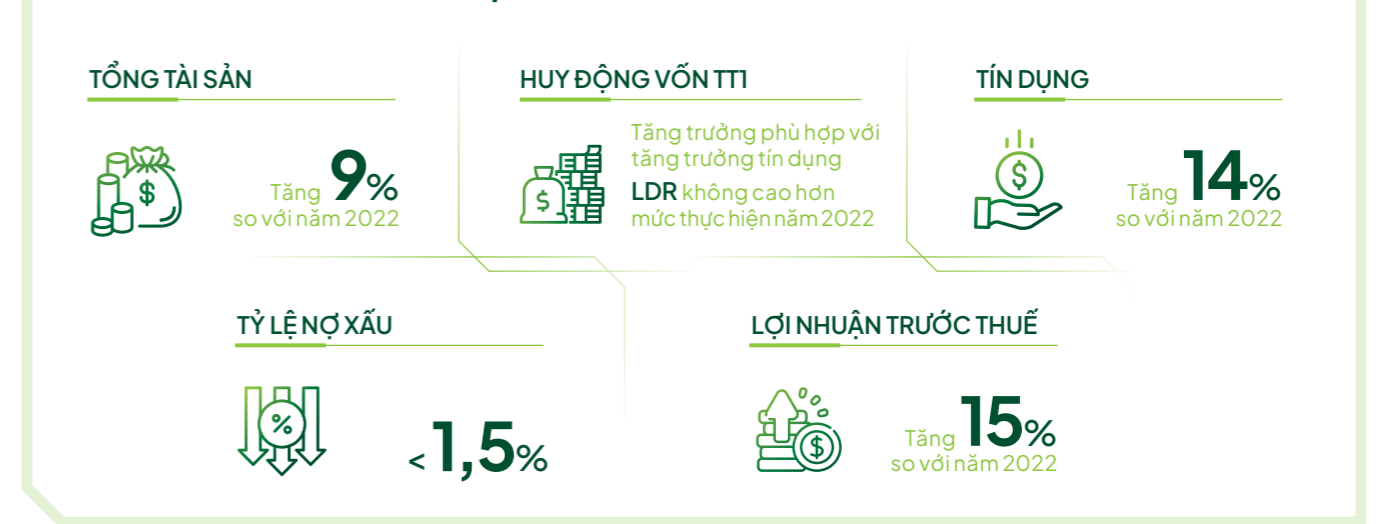 TỔNG TÀI SẢN
Tăng 9%
so với năm 2022
HUY ĐỘNG VỐN TT1
Tăng trưởng phù hợp với
tăng trưởng tín dụng
LDR không cao hơn
mức thực hiện năm 2022
TÍN DỤNG
Tăng 14%
so với năm 2022
TỶ LỆ NỢ XẤU
< 1,5%
LỢI NHUẬN TRƯỚC THUẾ
Tăng 15%
so với năm 2022